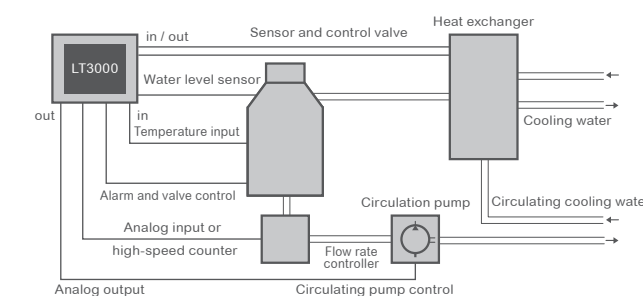 Heat exchanger
in / out
Sensor and control valve
LT3000
Water level sensor
out
in
Temperature input
Cooling water
Alarm and valve control
Circulation pump
Circulating cooling wate
Analog input or
high-speed counter
Flow rate
controller
Analog output
Circulating pump control